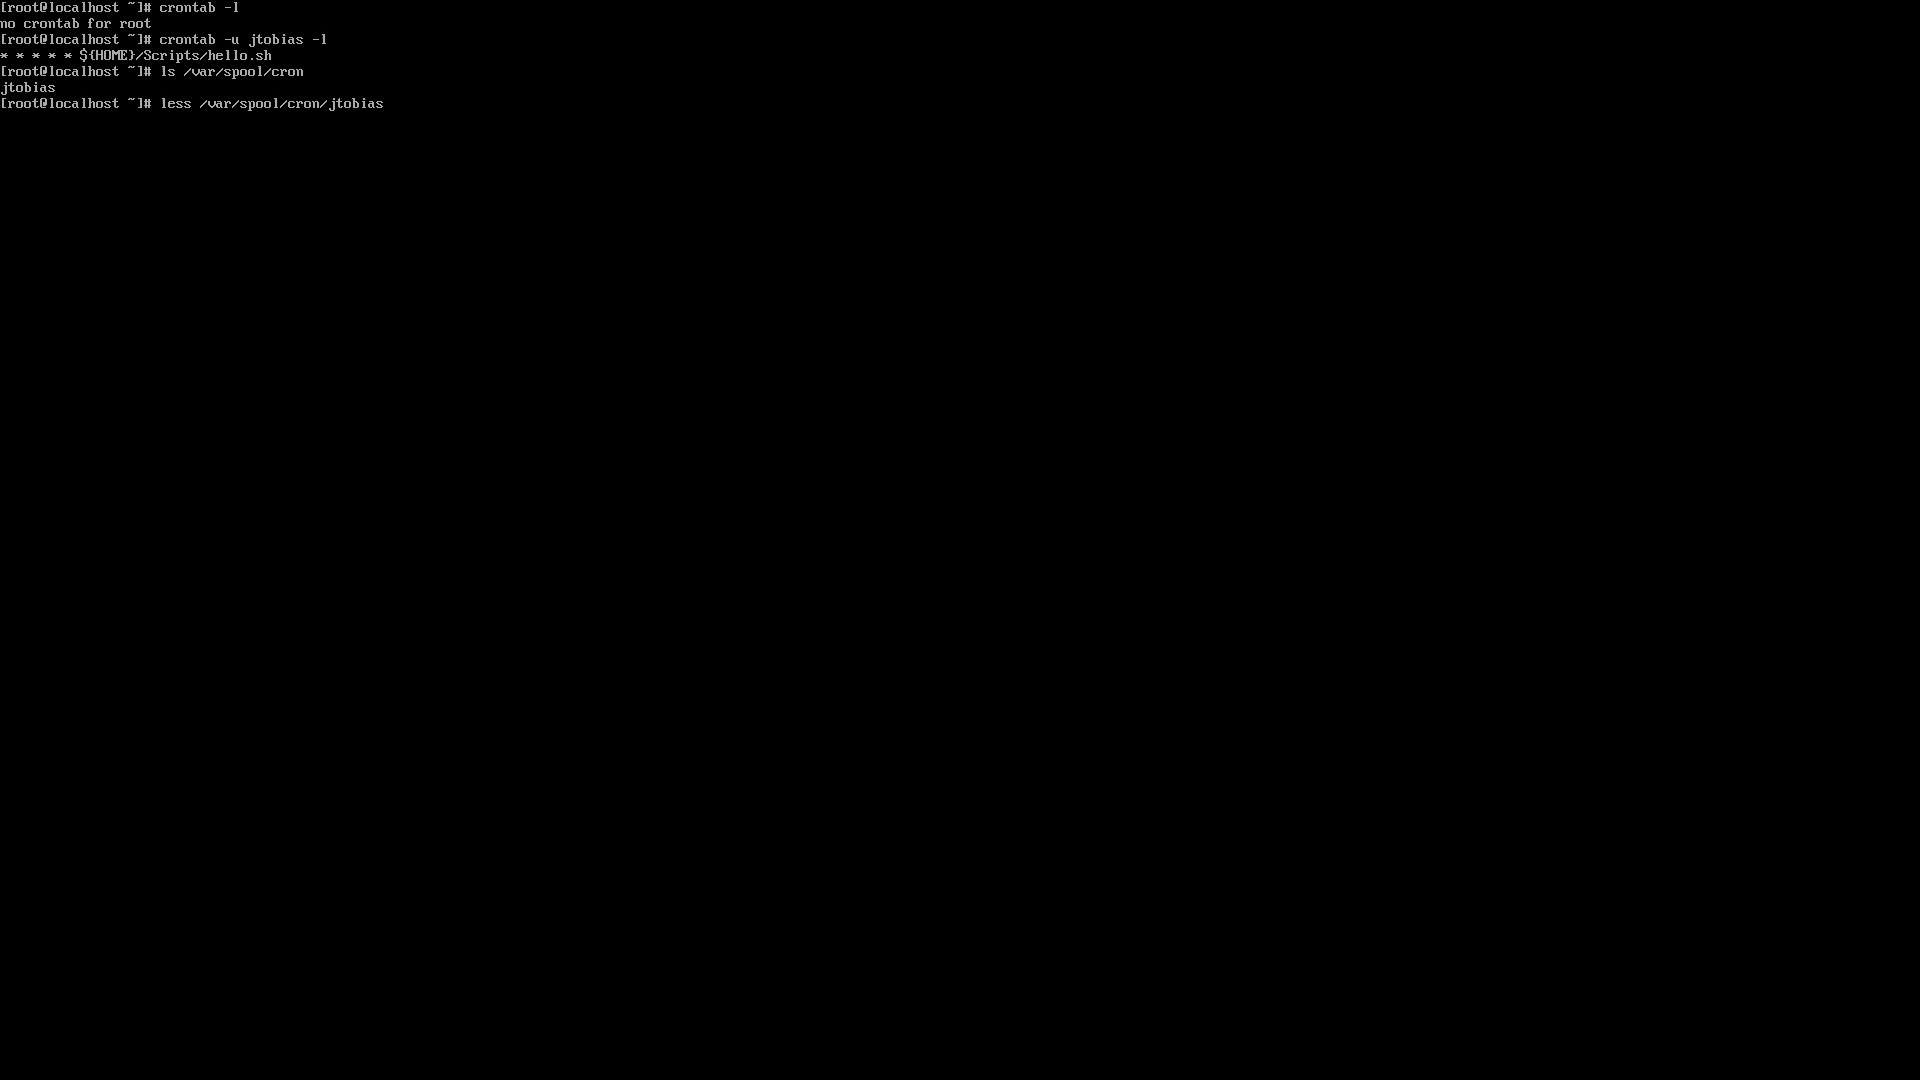 [root@localhost ~]# crontab -l
no crontab for root
[root@localhost ~]# crontab -u jtobias -l
* * * * * ${HOME}/Scripts/hello.sh
[root@localhost ~]# ls /var/spool/cron
jtobias
[root@localhost ~]# less /var/spool/cron/jtobias